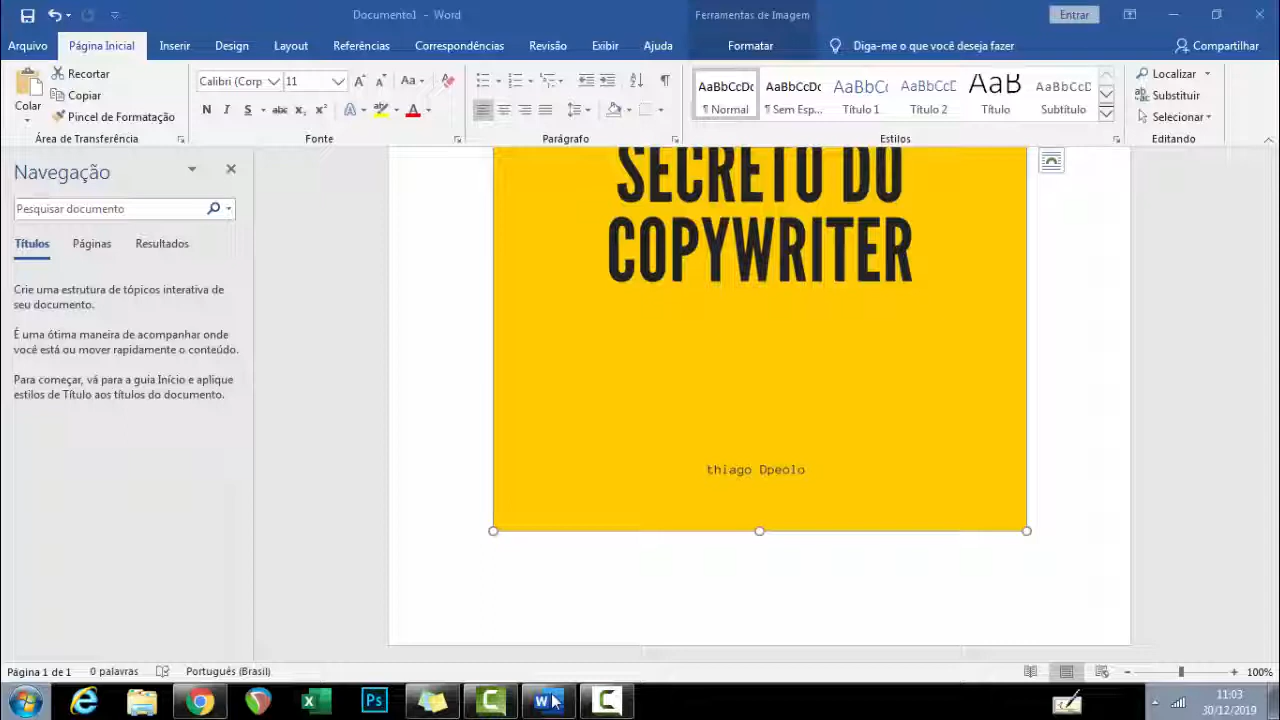 Documento1 - Word
Ferramentas de Imagem
Entrar
Arquivo
Página Inicial
Inserir
Design
Layout
Referências
Correspondências
Revisão
Exibir
Ajuda
Formatar
Diga-me o que você deseja fazer
Compartilhar
Colar
Recortar
Copiar
Pincel de Formatação
Área de Transferência
Calibri (Corp
11
Aa
N I S abc x₂ x²
Fonte
Parágrafo
AaBbCcDc
¶ Normal
AaBbCcDc
¶ Sem Esp...
AaBbC
Título 1
AaBbCcC
Título 2
AaB
Título
AaBbCcD
Subtítulo
Estilos
Localizar
Substituir
Selecionar
Editando
Navegação
Pesquisar documento
Títulos
Páginas
Resultados
Crie uma estrutura de tópicos interativa de
seu documento.
É uma ótima maneira de acompanhar onde
você está ou mover rapidamente o conteúdo.
Para começar, vá para a guia Início e aplique
estilos de Título aos títulos do documento.
SECRETO DO
COPYWRITER
thiago Dpeolo
Página 1 de 1
0 palavras
Português (Brasil)
100%
11:03
30/12/2019